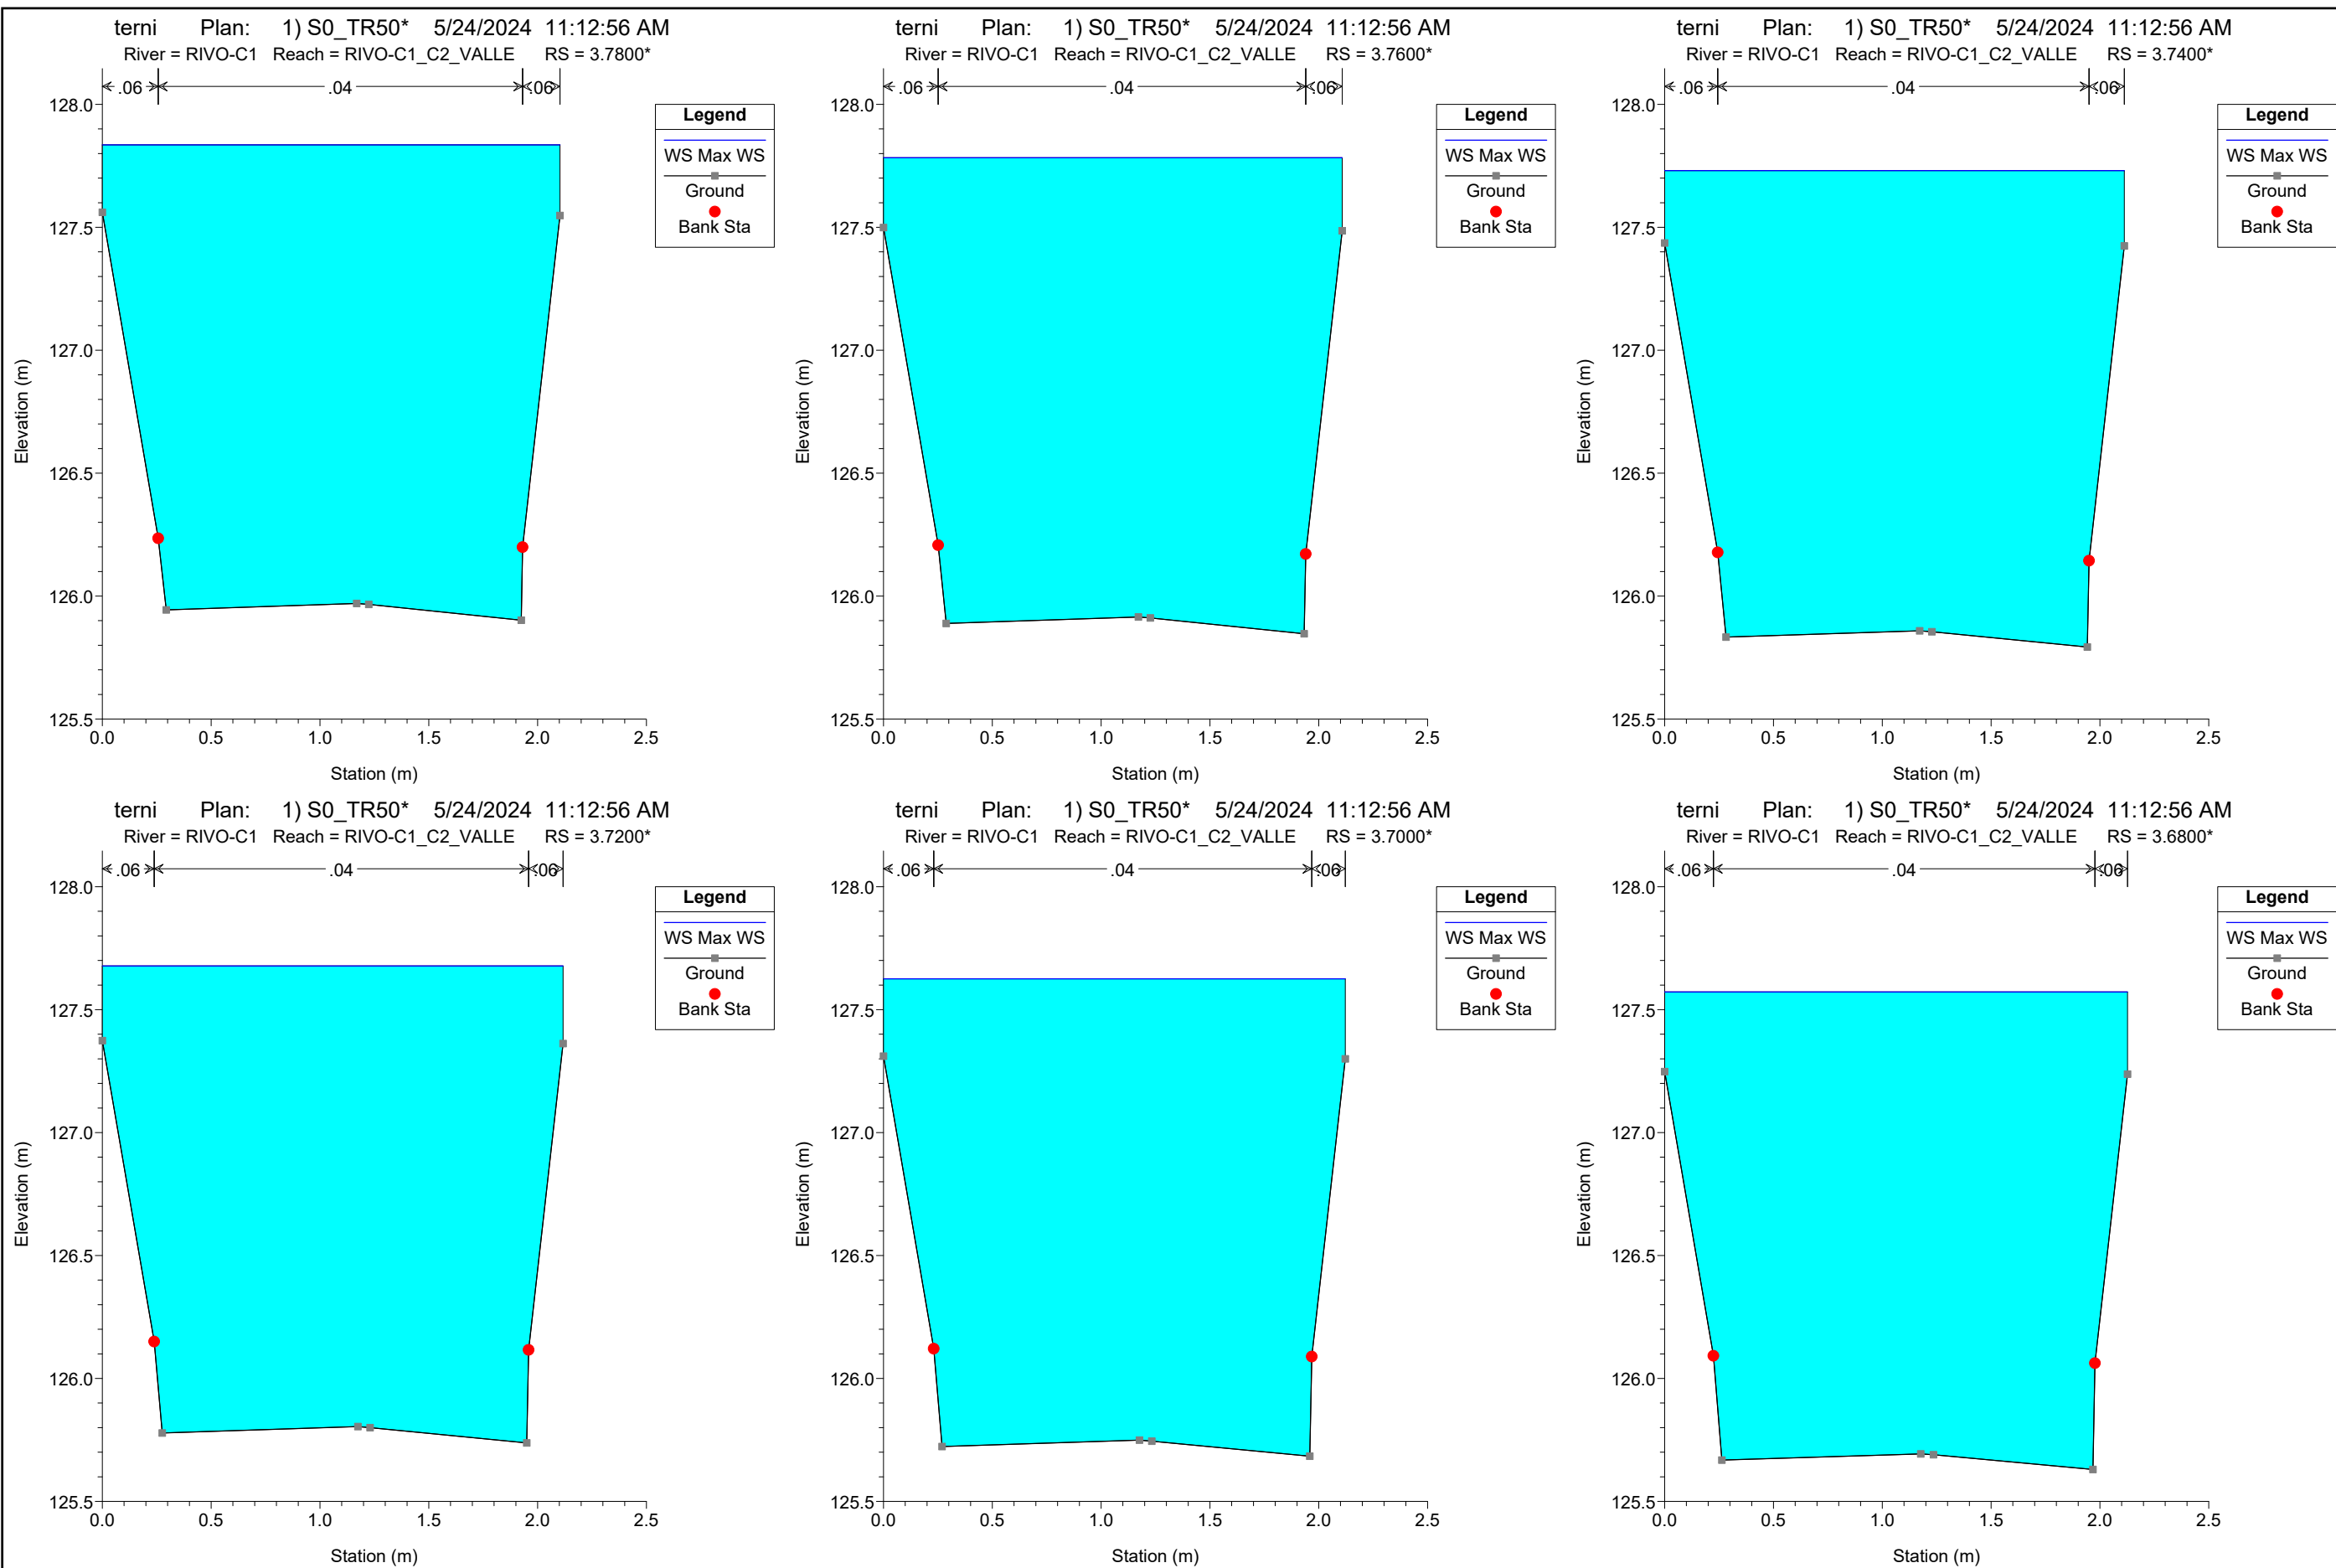 terni Plan: 1) S0_TR50* 5/24/2024 11:12:56 AM
River = RIVO-C1 Reach = RIVO-C1_C2_VALLE RS = 3.7800*
.06 .04 .06
128.0
127.5
127.0
126.5
126.0
125.5
0.0 0.5 1.0 1.5 2.0 2.5
Elevation (m)
Station (m)
Legend
WS Max WS
Ground
Bank Sta
terni Plan: 1) S0_TR50* 5/24/2024 11:12:56 AM
River = RIVO-C1 Reach = RIVO-C1_C2_VALLE RS = 3.7600*
.06 .04 .06
128.0
127.5
127.0
126.5
126.0
125.5
0.0 0.5 1.0 1.5 2.0 2.5
Elevation (m)
Station (m)
Legend
WS Max WS
Ground
Bank Sta
terni Plan: 1) S0_TR50* 5/24/2024 11:12:56 AM
River = RIVO-C1 Reach = RIVO-C1_C2_VALLE RS = 3.7400*
.06 .04 .06
128.0
127.5
127.0
126.5
126.0
125.5
0.0 0.5 1.0 1.5 2.0 2.5
Elevation (m)
Station (m)
Legend
WS Max WS
Ground
Bank Sta
terni Plan: 1) S0_TR50* 5/24/2024 11:12:56 AM
River = RIVO-C1 Reach = RIVO-C1_C2_VALLE RS = 3.7200*
.06 .04 .06
128.0
127.5
127.0
126.5
126.0
125.5
0.0 0.5 1.0 1.5 2.0 2.5
Elevation (m)
Station (m)
Legend
WS Max WS
Ground
Bank Sta
terni Plan: 1) S0_TR50* 5/24/2024 11:12:56 AM
River = RIVO-C1 Reach = RIVO-C1_C2_VALLE RS = 3.7000*
.06 .04 .06
128.0
127.5
127.0
126.5
126.0
125.5
0.0 0.5 1.0 1.5 2.0 2.5
Elevation (m)
Station (m)
Legend
WS Max WS
Ground
Bank Sta
terni Plan: 1) S0_TR50* 5/24/2024 11:12:56 AM
River = RIVO-C1 Reach = RIVO-C1_C2_VALLE RS = 3.6800*
.06 .04 .06
128.0
127.5
127.0
126.5
126.0
125.5
0.0 0.5 1.0 1.5 2.0 2.5
Elevation (m)
Station (m)
Legend
WS Max WS
Ground
Bank Sta